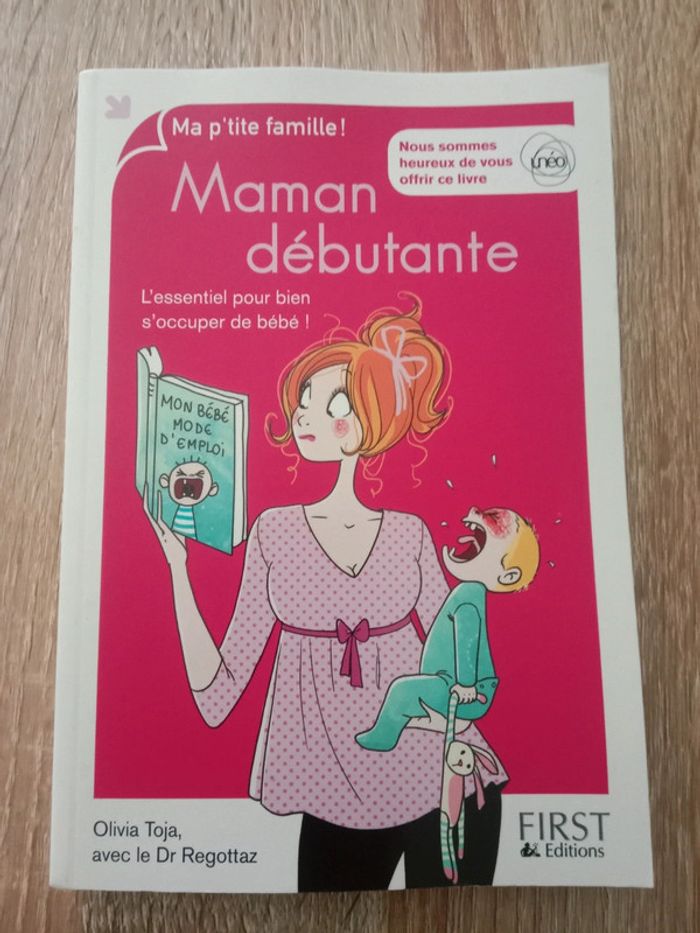 Ma p'tite famille!
Nous sommes
heureux de vous
offrir ce livre
unéo
Maman
débutante
L'essentiel pour bien
s'occuper de bébé !
MON BÉBÉ
MODE
D'EMPLOI
Olivia Toja,
avec le Dr Regottaz
FIRST
Editions